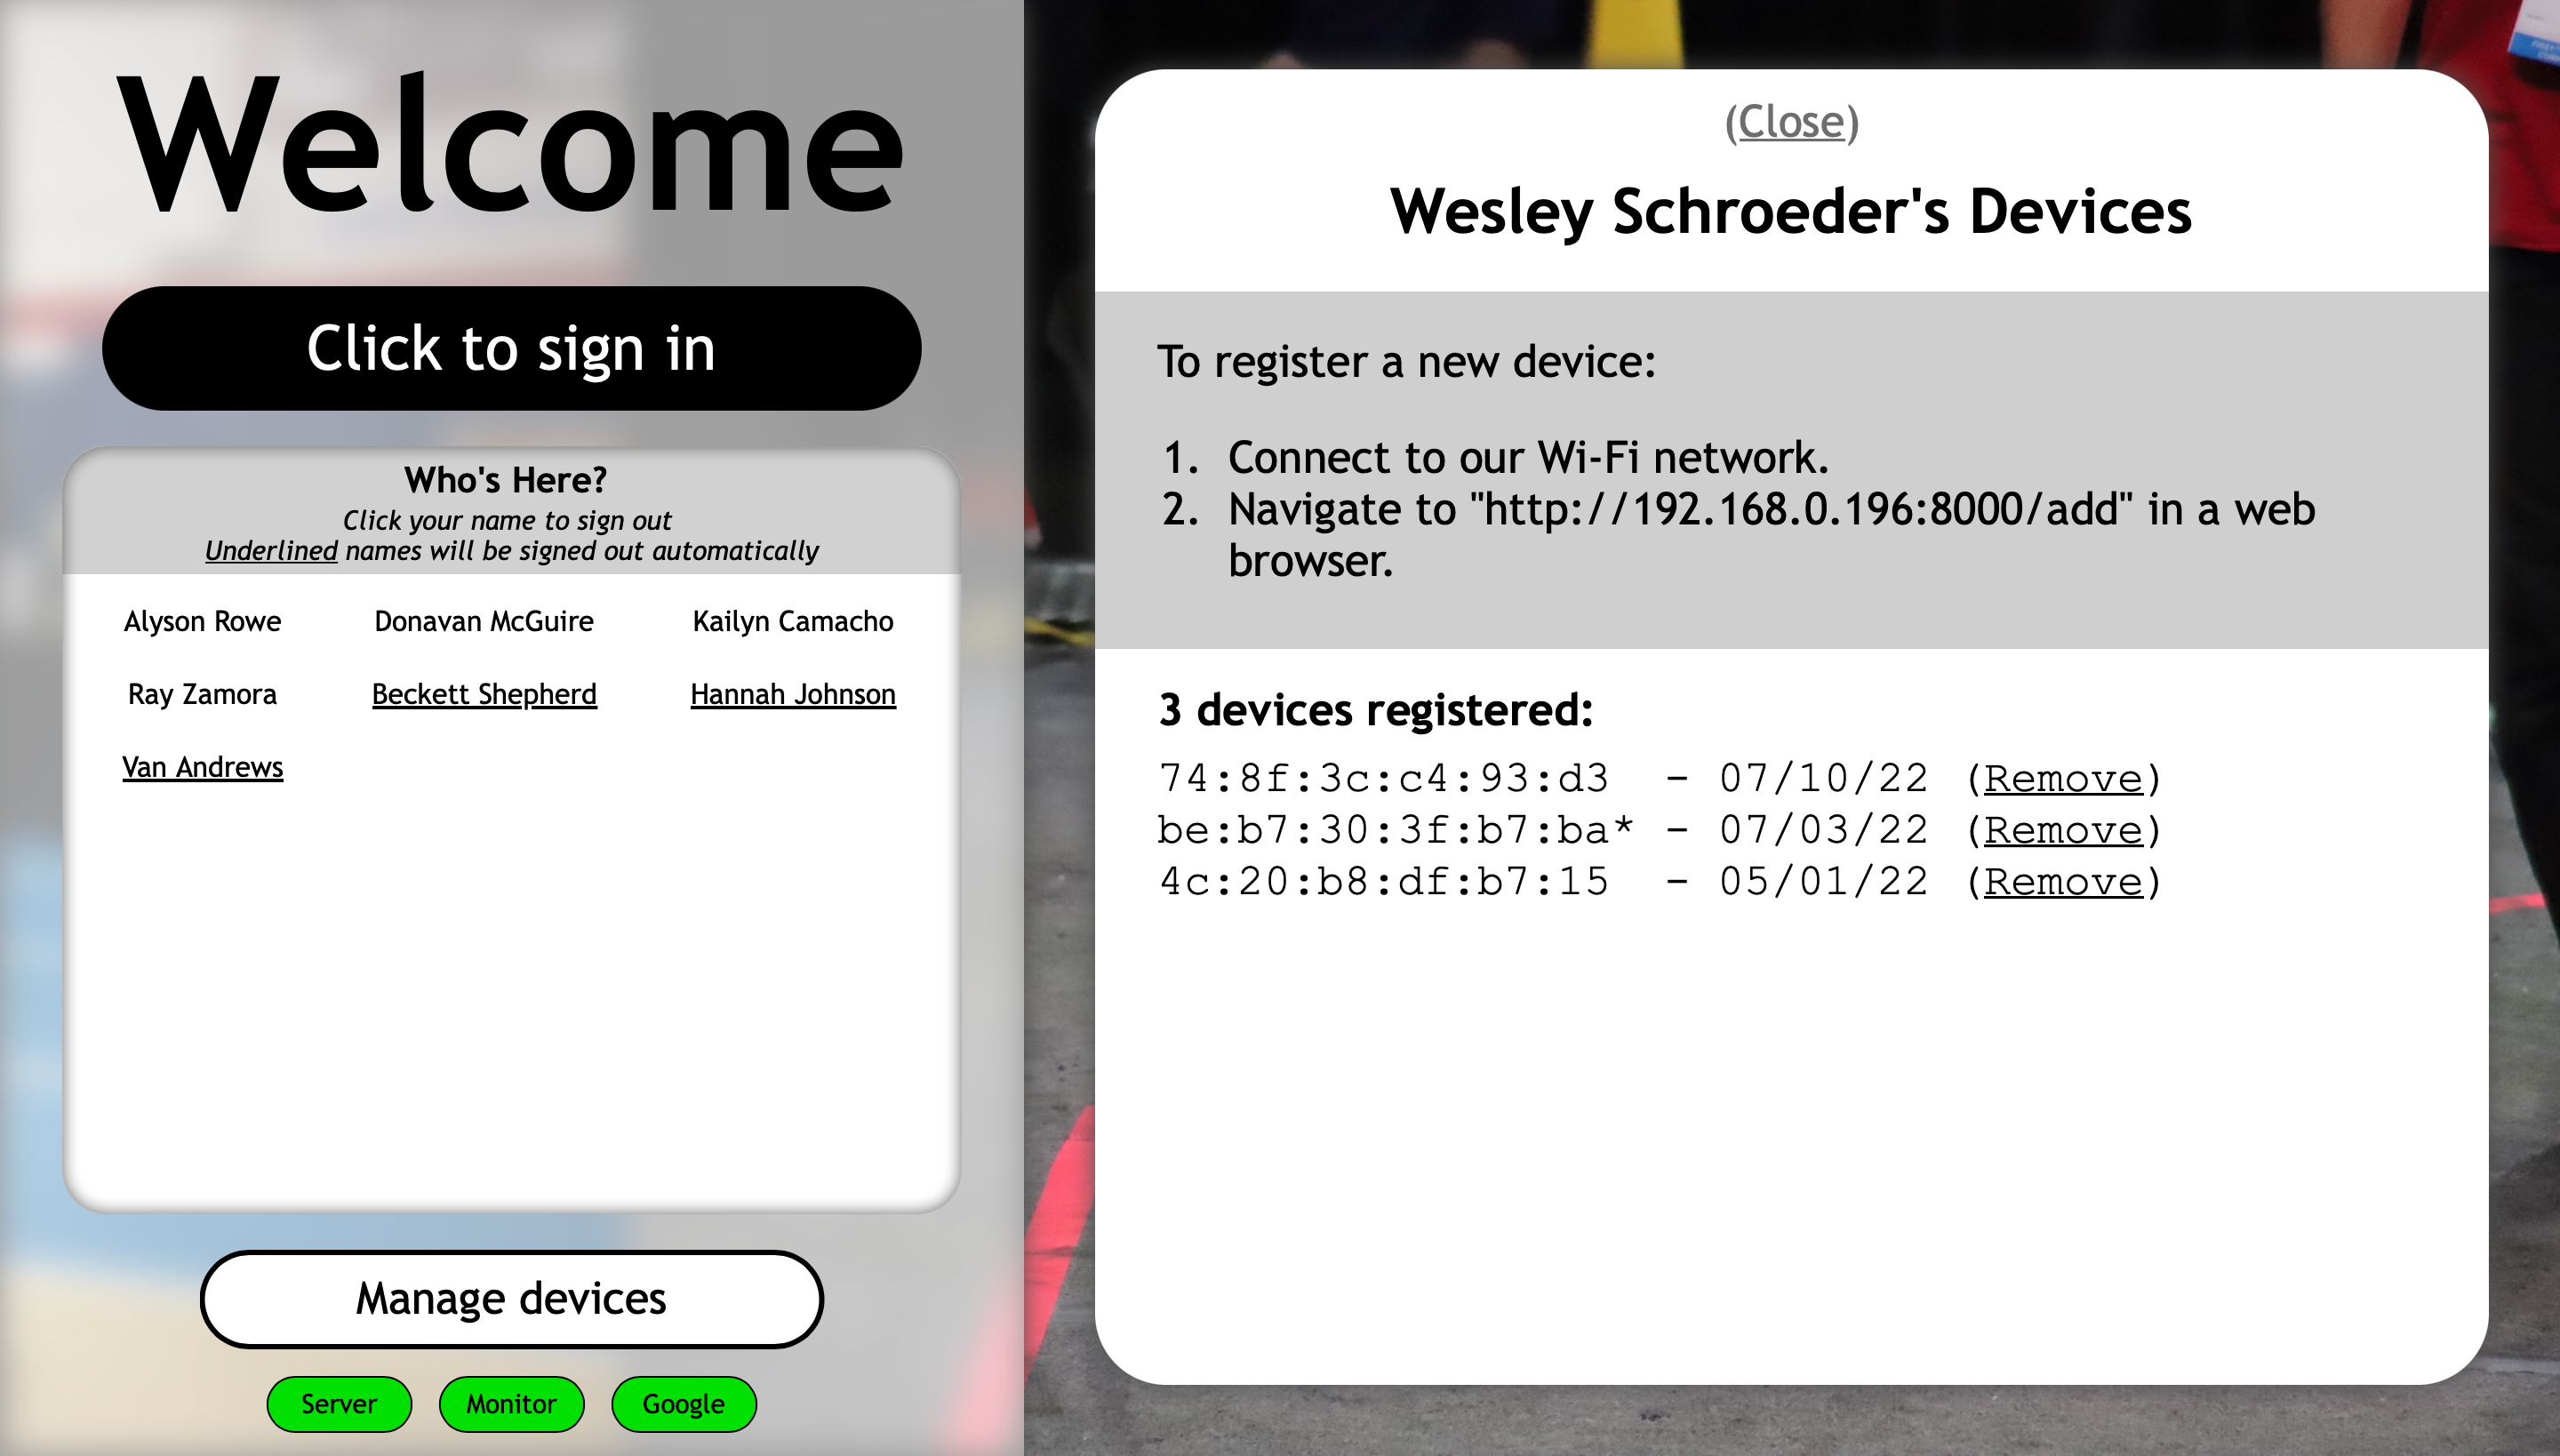 Welcome
Click to sign in
Who's Here?
Click your name to sign out
Underlined names will be signed out automatically
Alyson Rowe Donavan McGuire Kailyn Camacho
Ray Zamora Beckett Shepherd Hannah Johnson
Van Andrews
Manage devices
Server Monitor Google
(Close)
Wesley Schroeder's Devices
To register a new device:
1. Connect to our Wi-Fi network.
2. Navigate to "http://192.168.0.196:8000/add" in a web
browser.
3 devices registered:
74:8f:3c:c4:93:d3 - 07/10/22 (Remove)
be:b7:30:3f:b7:ba* - 07/03/22 (Remove)
4c:20:b8:df:b7:15 - 05/01/22 (Remove)